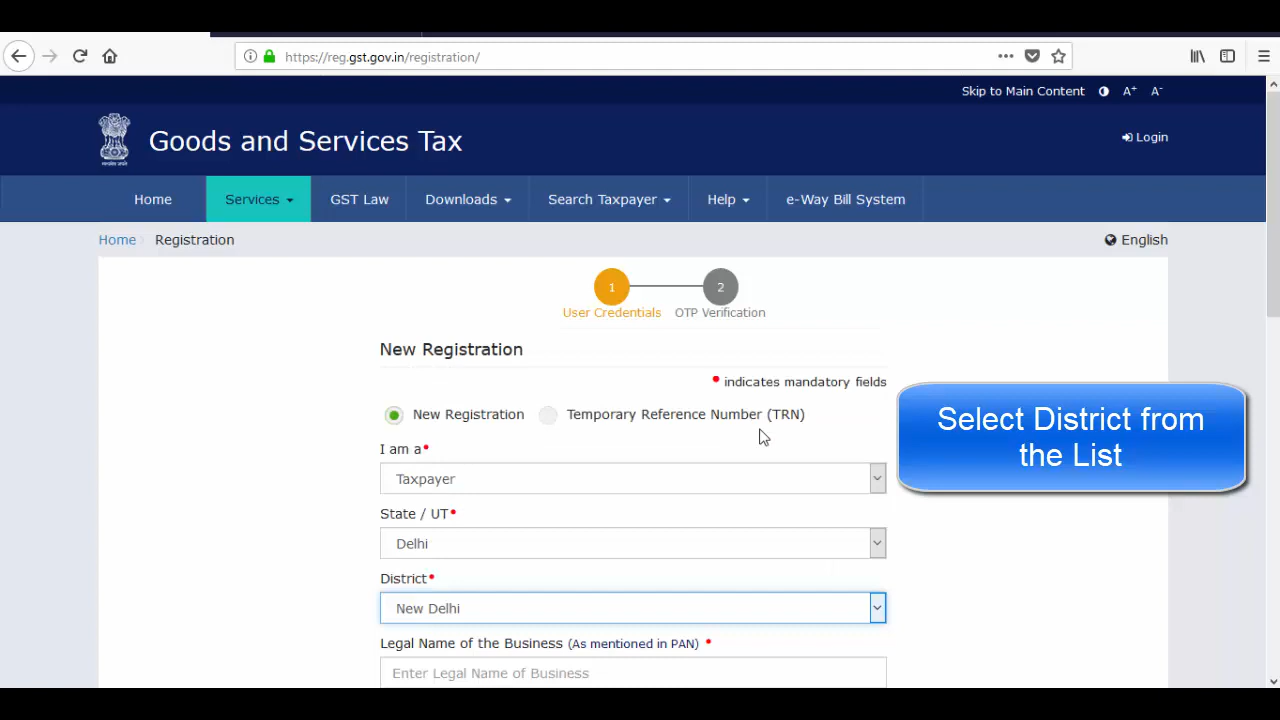 https://reg.gst.gov.in/registration/
Skip to Main Content A+ A-
Goods and Services Tax
Login
Home Services GST Law Downloads Search Taxpayer Help e-Way Bill System
Home Registration
English
1 2
User Credentials OTP Verification
New Registration
• indicates mandatory fields
New Registration Temporary Reference Number (TRN)
I am a•
Taxpayer
State / UT•
Delhi
District•
New Delhi
Legal Name of the Business (As mentioned in PAN) •
Enter Legal Name of Business
Select District from
the List